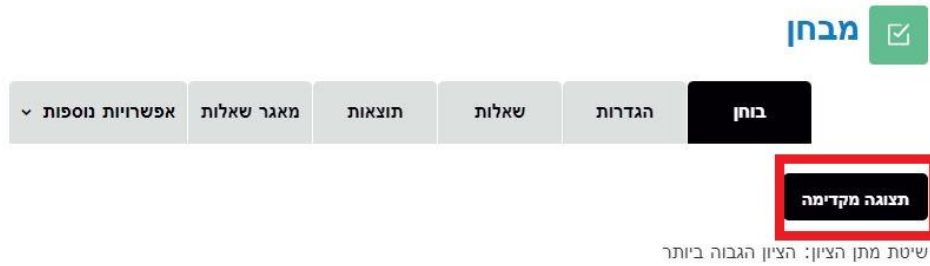 מבחן
בוחן הגדרות שאלות תוצאות מאגר שאלות אפשרויות נוספות
תצוגה מקדימה
שיטת מתן הציון: הציון הגבוה ביותר